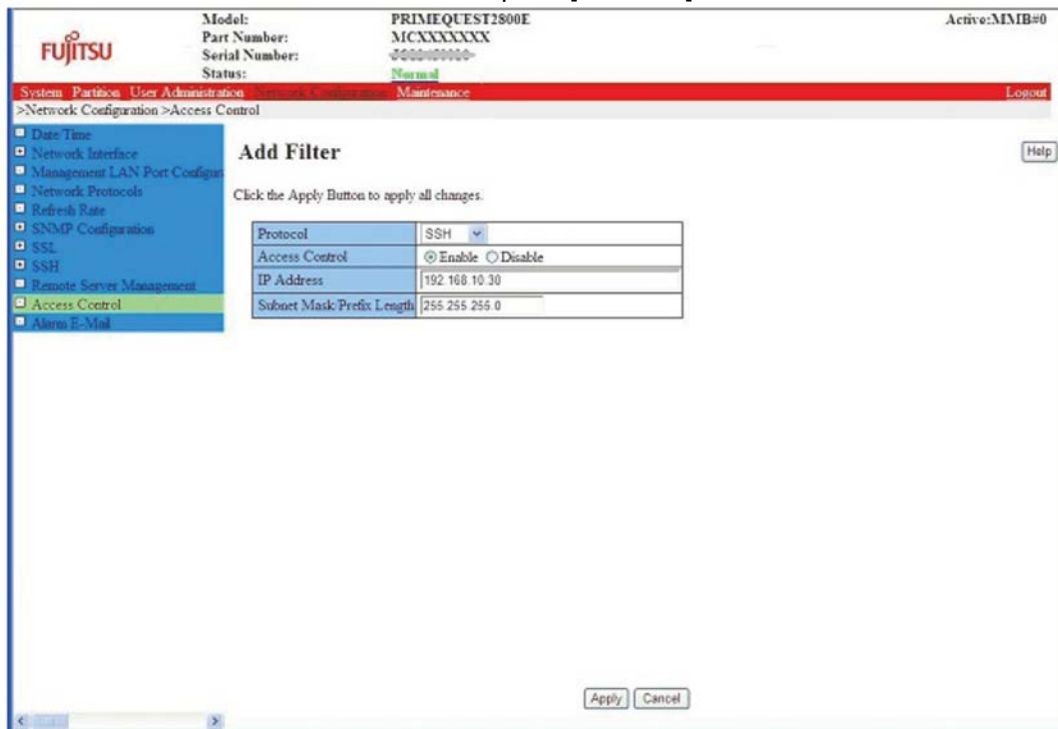 FUJITSU
Model: PRIMEQUEST2800E
Active:MMB#0
Part Number: MCXXXXXXX
Serial Number:
Status: Normal
System Partition User Administration Network Configuration Maintenance Logout
>Network Configuration >Access Control
Date/Time
Network Interface
Management LAN Port Configur
Network Protocols
Refresh Rate
SNMP Configuration
SSL
SSH
Remote Server Management
Access Control
Alarm E-Mail
Add Filter
Help
Click the Apply Button to apply all changes.
Protocol SSH
Access Control Enable Disable
IP Address 192.168.10.30
Subnet Mask/Prefix Length 255.255.255.0
Apply Cancel